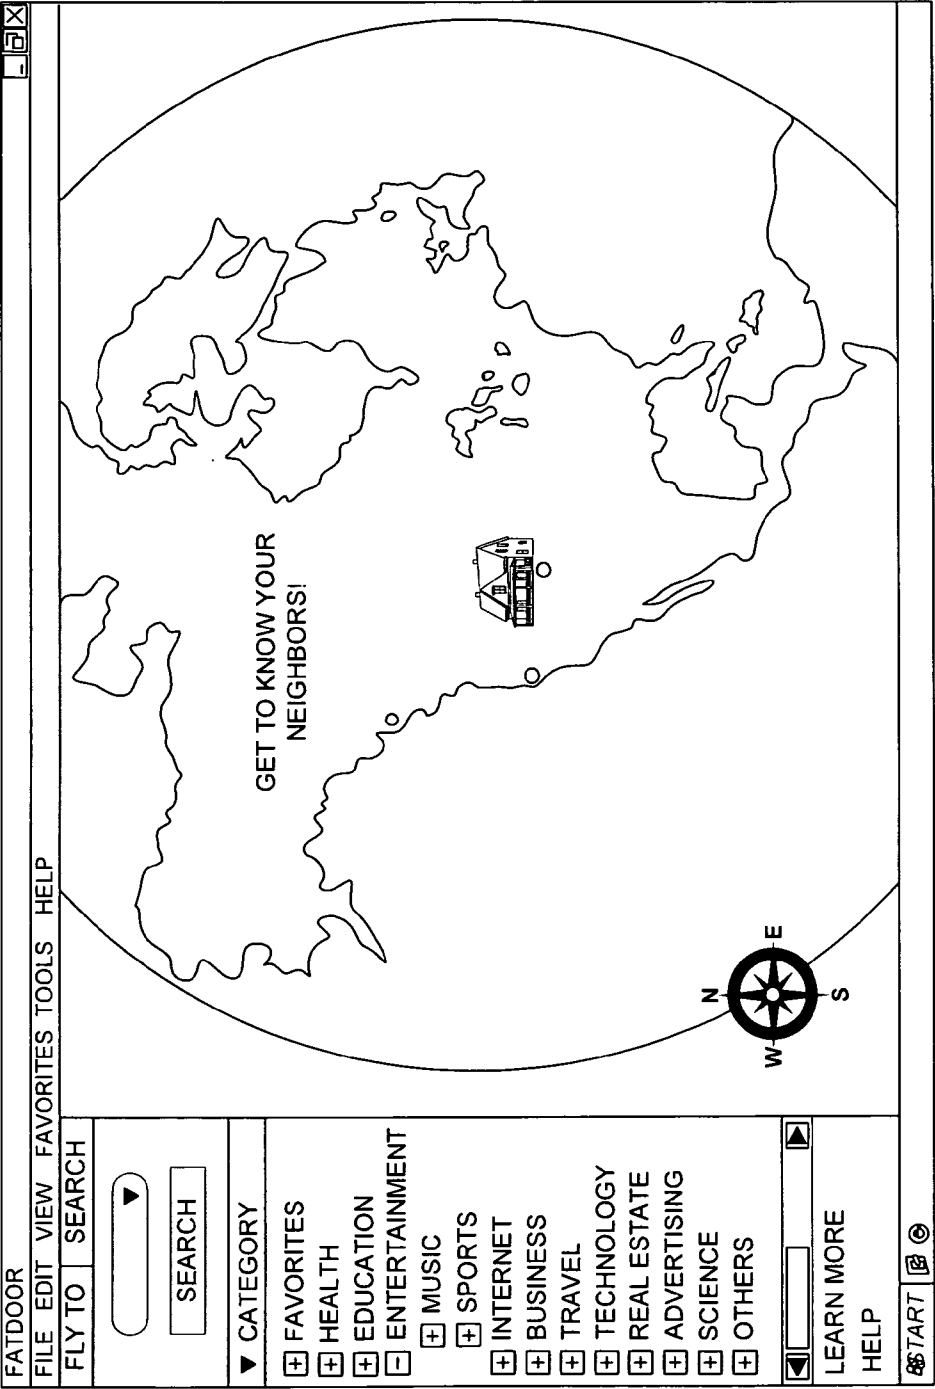 FATDOOR
FILE EDIT VIEW FAVORITES TOOLS HELP
FLY TO SEARCH
SEARCH
▼ CATEGORY
+ FAVORITES
+ HEALTH
+ EDUCATION
- ENTERTAINMENT
+ MUSIC
+ SPORTS
+ INTERNET
+ BUSINESS
+ TRAVEL
+ TECHNOLOGY
+ REAL ESTATE
+ ADVERTISING
+ SCIENCE
+ OTHERS
LEARN MORE
HELP
GET TO KNOW YOUR
NEIGHBORS!
N
W E
S
START